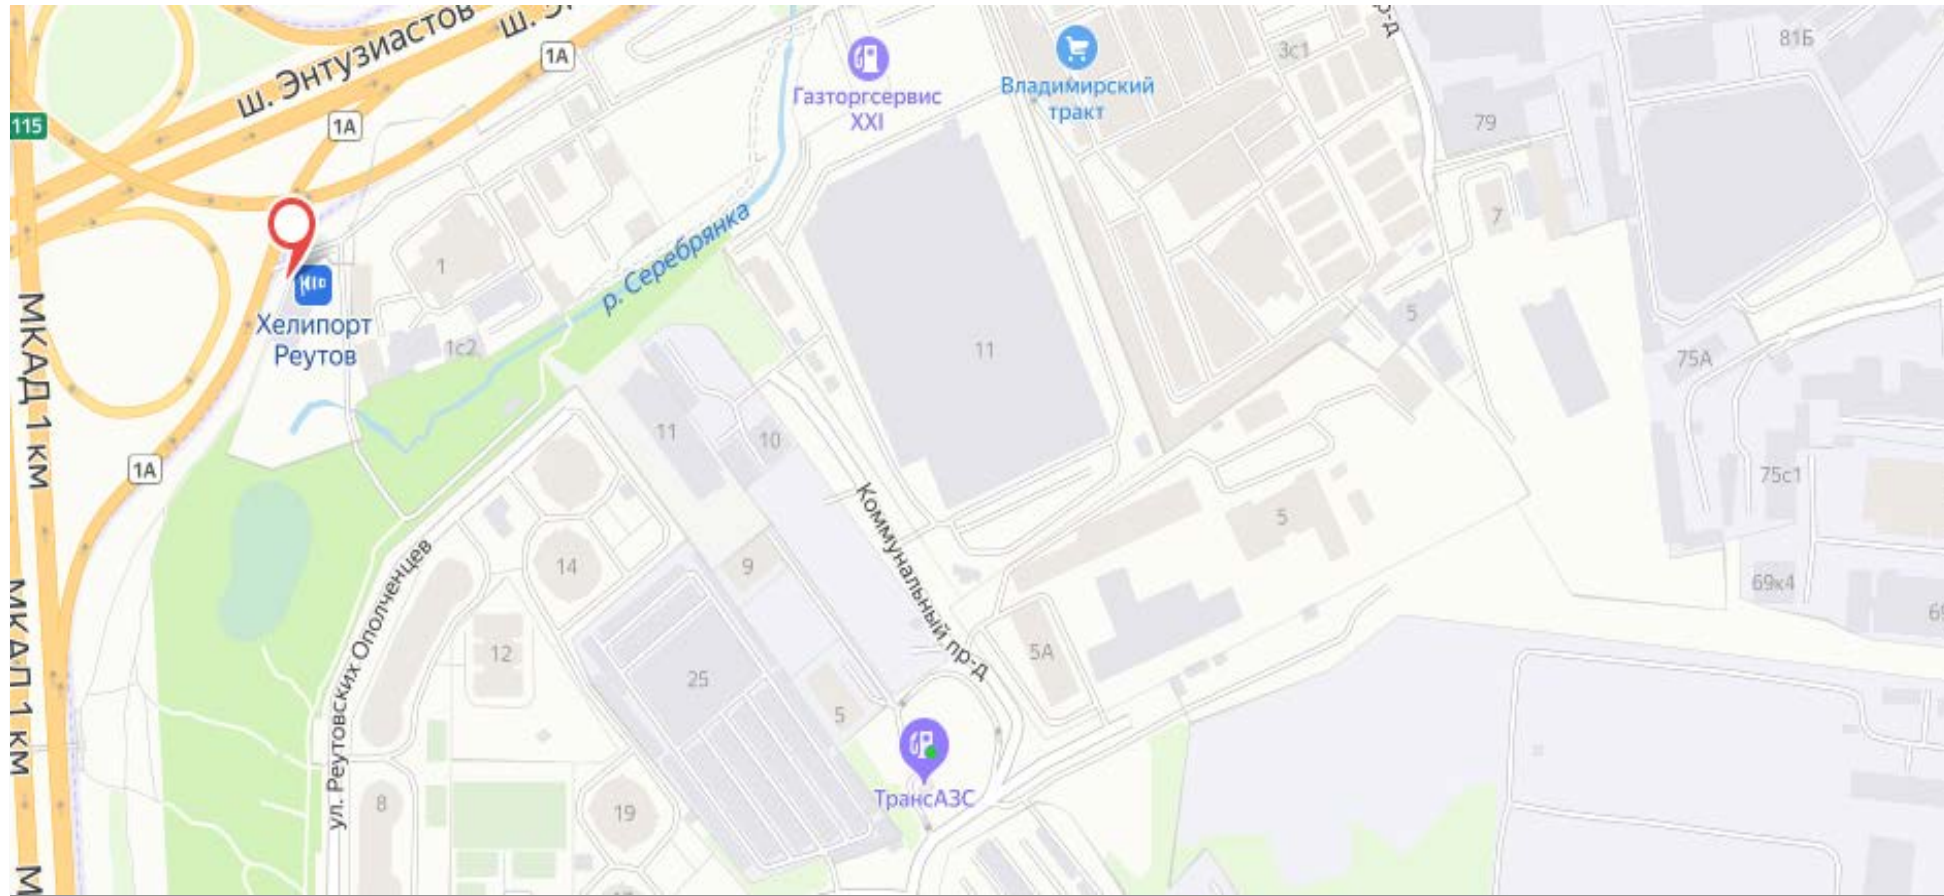 ш. Энтузиастов
ш. Э
1А
Газторгсервис
XXI
Владимирский
тракт
3с1
р-д
81Б
115
1А
79
7
р. Серебрянка
1
Хелипорт
Реутов
1с2
МКАД 1 км
11
5
75А
11
10
1А
75с1
Коммунальный пр-д
5
14
9
69к4
69
ул. Реутовских Ополченцев
12
5А
25
МКАД 1 км
5
ТрансАЗС
8
19
М